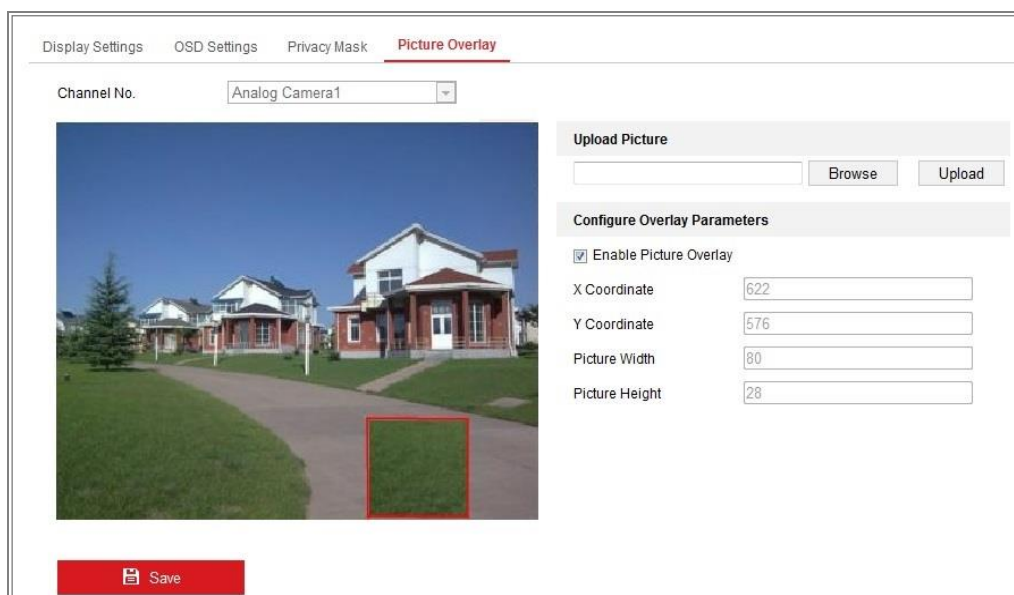 Display Settings OSD Settings Privacy Mask Picture Overlay
Channel No. Analog Camera1
Upload Picture
Browse Upload
Configure Overlay Parameters
Enable Picture Overlay
X Coordinate 622
Y Coordinate 576
Picture Width 80
Picture Height 28
Save